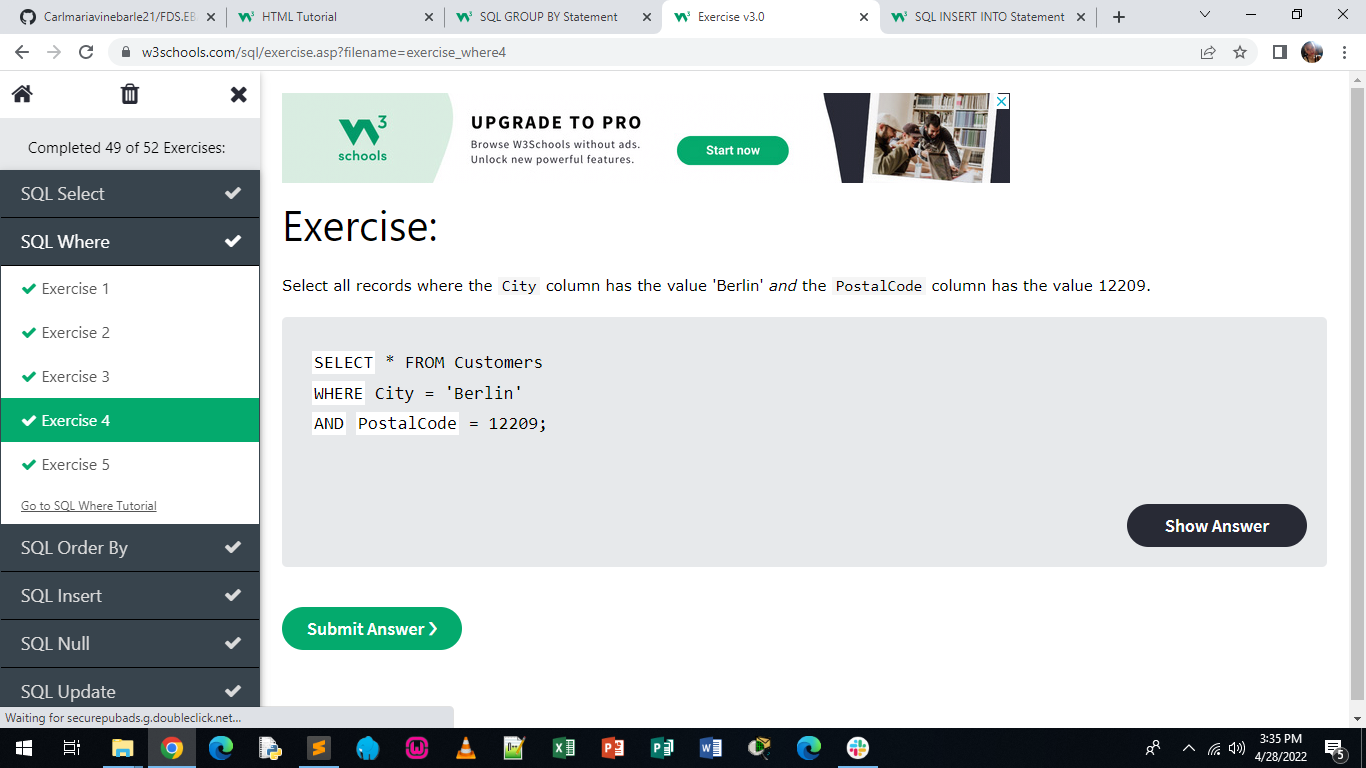 Carlmariavinebarle21/FDS.EB
HTML Tutorial
SQL GROUP BY Statement
Exercise v3.0
SQL INSERT INTO Statement
w3schools.com/sql/exercise.asp?filename=exercise_where4
Completed 49 of 52 Exercises:
SQL Select
SQL Where
Exercise 1
Exercise 2
Exercise 3
Exercise 4
Exercise 5
Go to SQL Where Tutorial
SQL Order By
SQL Insert
SQL Null
SQL Update
Waiting for securepubads.g.doubleclick.net...
W3
schools
UPGRADE TO PRO
Browse W3Schools without ads.
Unlock new powerful features.
Start now
Exercise:
Select all records where the City column has the value 'Berlin' and the PostalCode column has the value 12209.
SELECT * FROM Customers
WHERE City = 'Berlin'
AND PostalCode = 12209;
Show Answer
Submit Answer ❯
3:35 PM
4/28/2022
5